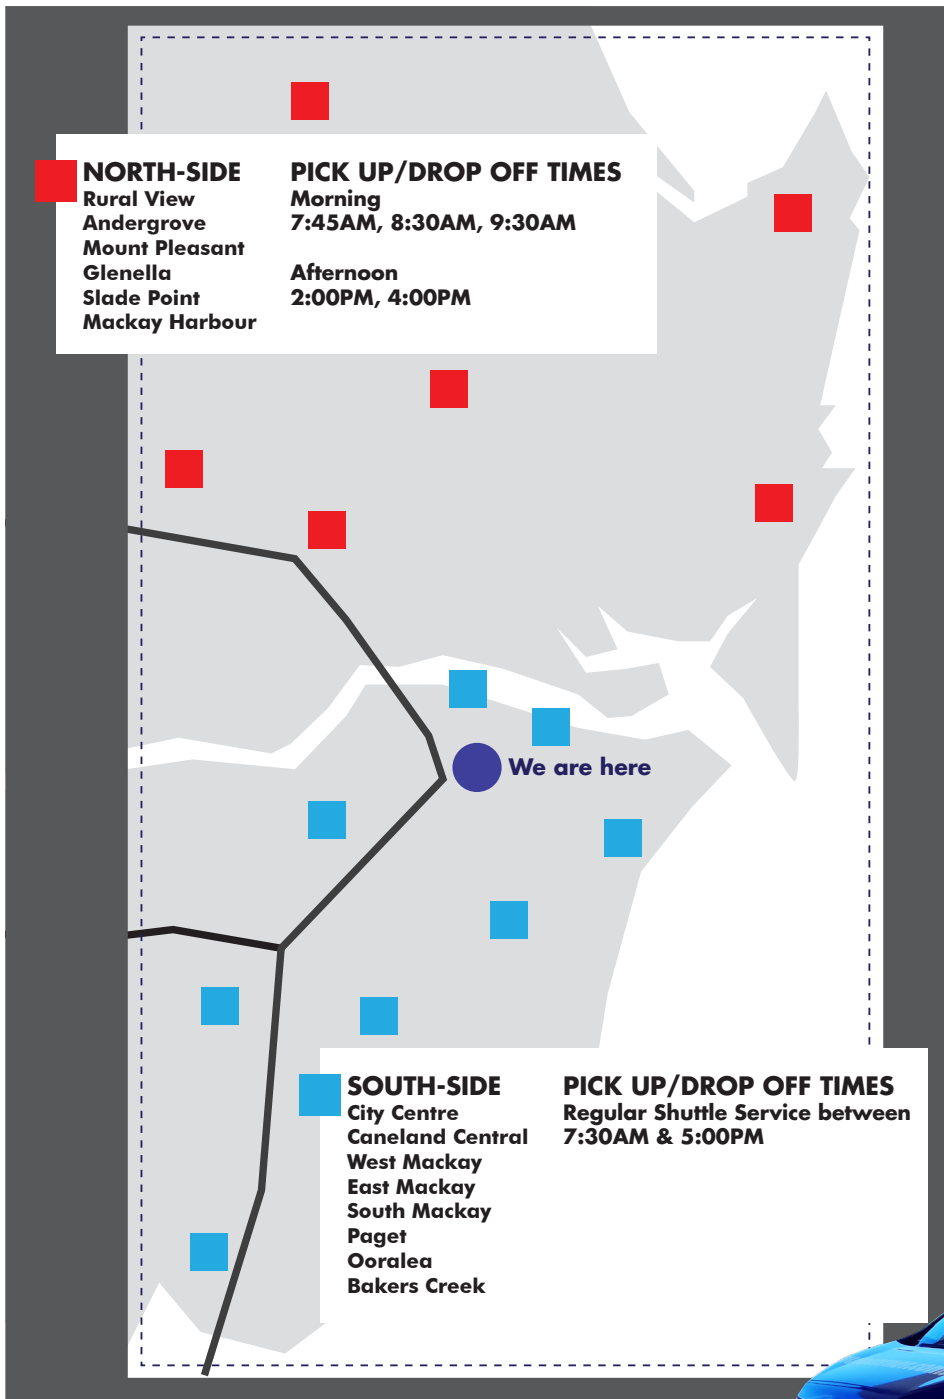 NORTH-SIDE
Rural View
Andergrove
Mount Pleasant
Glenella
Slade Point
Mackay Harbour
PICK UP/DROP OFF TIMES
Morning
7:45AM, 8:30AM, 9:30AM
Afternoon
2:00PM, 4:00PM
We are here
SOUTH-SIDE
City Centre
Caneland Central
West Mackay
East Mackay
South Mackay
Paget
Ooralea
Bakers Creek
PICK UP/DROP OFF TIMES
Regular Shuttle Service between
7:30AM & 5:00PM